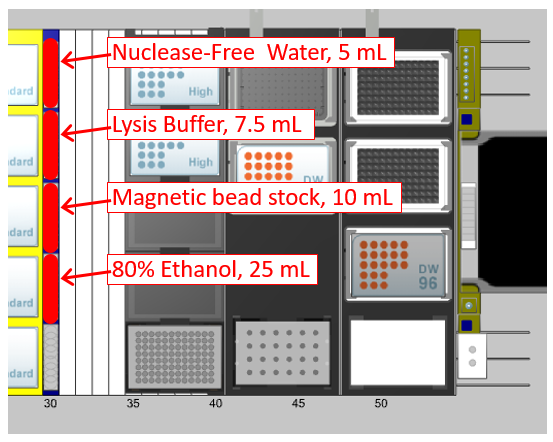 Nuclease-Free Water, 5 mL
High
Lysis Buffer, 7.5 mL
High
DW
Magnetic bead stock, 10 mL
80% Ethanol, 25 mL
DW
96
ndard
ndard
ndard
ndard
ndard
30
35
40
45
50